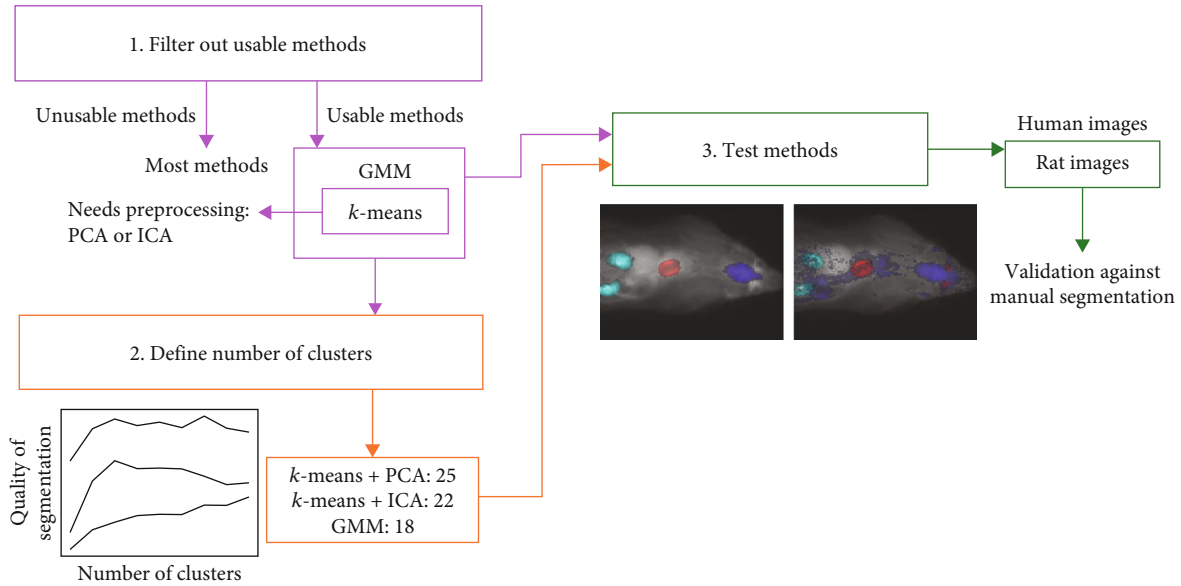 1. Filter out usable methods
Unusable methods
Usable methods
Most methods
GMM
k-means
Needs preprocessing:
PCA or ICA
2. Define number of clusters
Quality of
segmentation
Number of clusters
k-means + PCA: 25
k-means + ICA: 22
GMM: 18
3. Test methods
Human images
Rat images
Validation against
manual segmentation